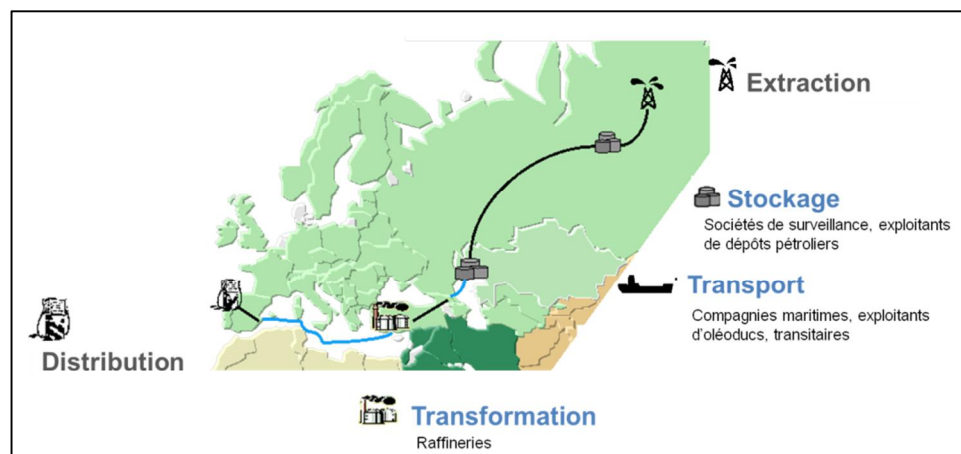 Extraction
Stockage
Sociétés de surveillance, exploitants
de dépôts pétroliers
Transport
Compagnies maritimes, exploitants
d'oléoducs, transitaires
Distribution
Transformation
Raffineries